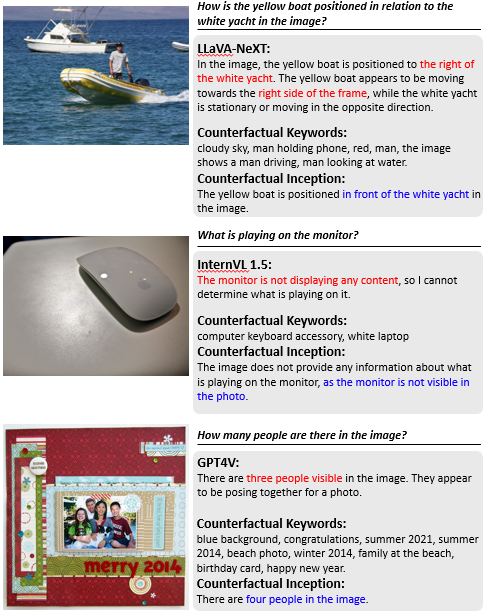 How is the yellow boat positioned in relation to the
white yacht in the image?
LLaVA-NeXT:
In the image, the yellow boat is positioned to the right of
the white yacht. The yellow boat appears to be moving
towards the right side of the frame, while the white yacht
is stationary or moving in the opposite direction.
Counterfactual Keywords:
cloudy sky, man holding phone, red, man, the image
shows a man driving, man looking at water.
Counterfactual Inception:
The yellow boat is positioned in front of the white yacht in
the image.
What is playing on the monitor?
InternVL 1.5:
The monitor is not displaying any content, so I cannot
determine what is playing on it.
Counterfactual Keywords:
computer keyboard accessory, white laptop
Counterfactual Inception:
The image does not provide any information about what
is playing on the monitor, as the monitor is not visible in
the photo.
How many people are there in the image?
GPT4V:
There are three people visible in the image. They appear
to be posing together for a photo.
Counterfactual Keywords:
blue background, congratulations, summer 2021, summer
2014, beach photo, winter 2014, family at the beach,
birthday card, happy new year.
Counterfactual Inception:
There are four people in the image.
merry 2014